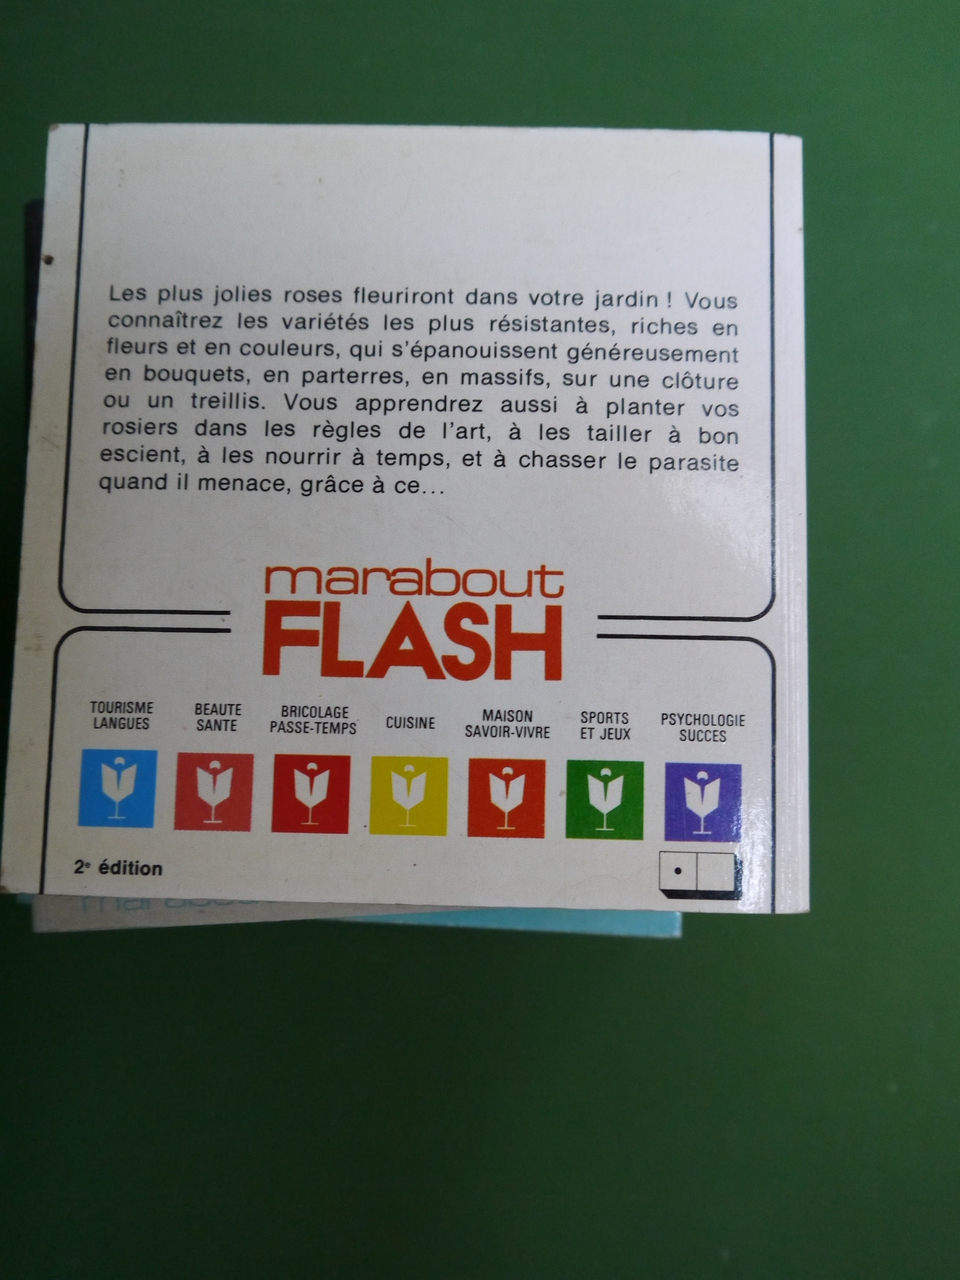 Les plus jolies roses fleuriront dans votre jardin ! Vous
connaîtrez les variétés les plus résistantes, riches en
fleurs et en couleurs, qui s'épanouissent généreusement
en bouquets, en parterres, en massifs, sur une clôture
ou un treillis. Vous apprendrez aussi à planter vos
rosiers dans les règles de l'art, à les tailler à bon
escient, à les nourrir à temps, et à chasser le parasite
quand il menace, grâce à ce...
marabout
FLASH
TOURISME
LANGUES
BEAUTE
SANTE
BRICOLAGE
PASSE-TEMPS
CUISINE
MAISON
SAVOIR-VIVRE
SPORTS
ET JEUX
PSYCHOLOGIE
SUCCES
2e édition
marabout